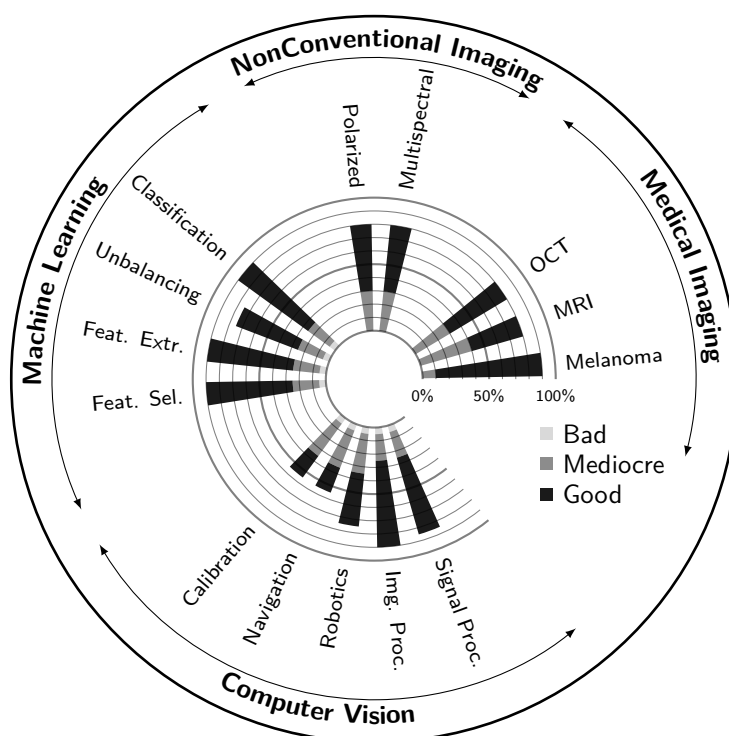 NonConventional Imaging
Medical Imaging
Machine Learning
Computer Vision
Polarized
Multispectral
Classification
Unbalancing
Feat. Extr.
Feat. Sel.
OCT
MRI
Melanoma
0% 50% 100%
Bad
Mediocre
Good
Calibration
Navigation
Robotics
Img. Proc.
Signal Proc.